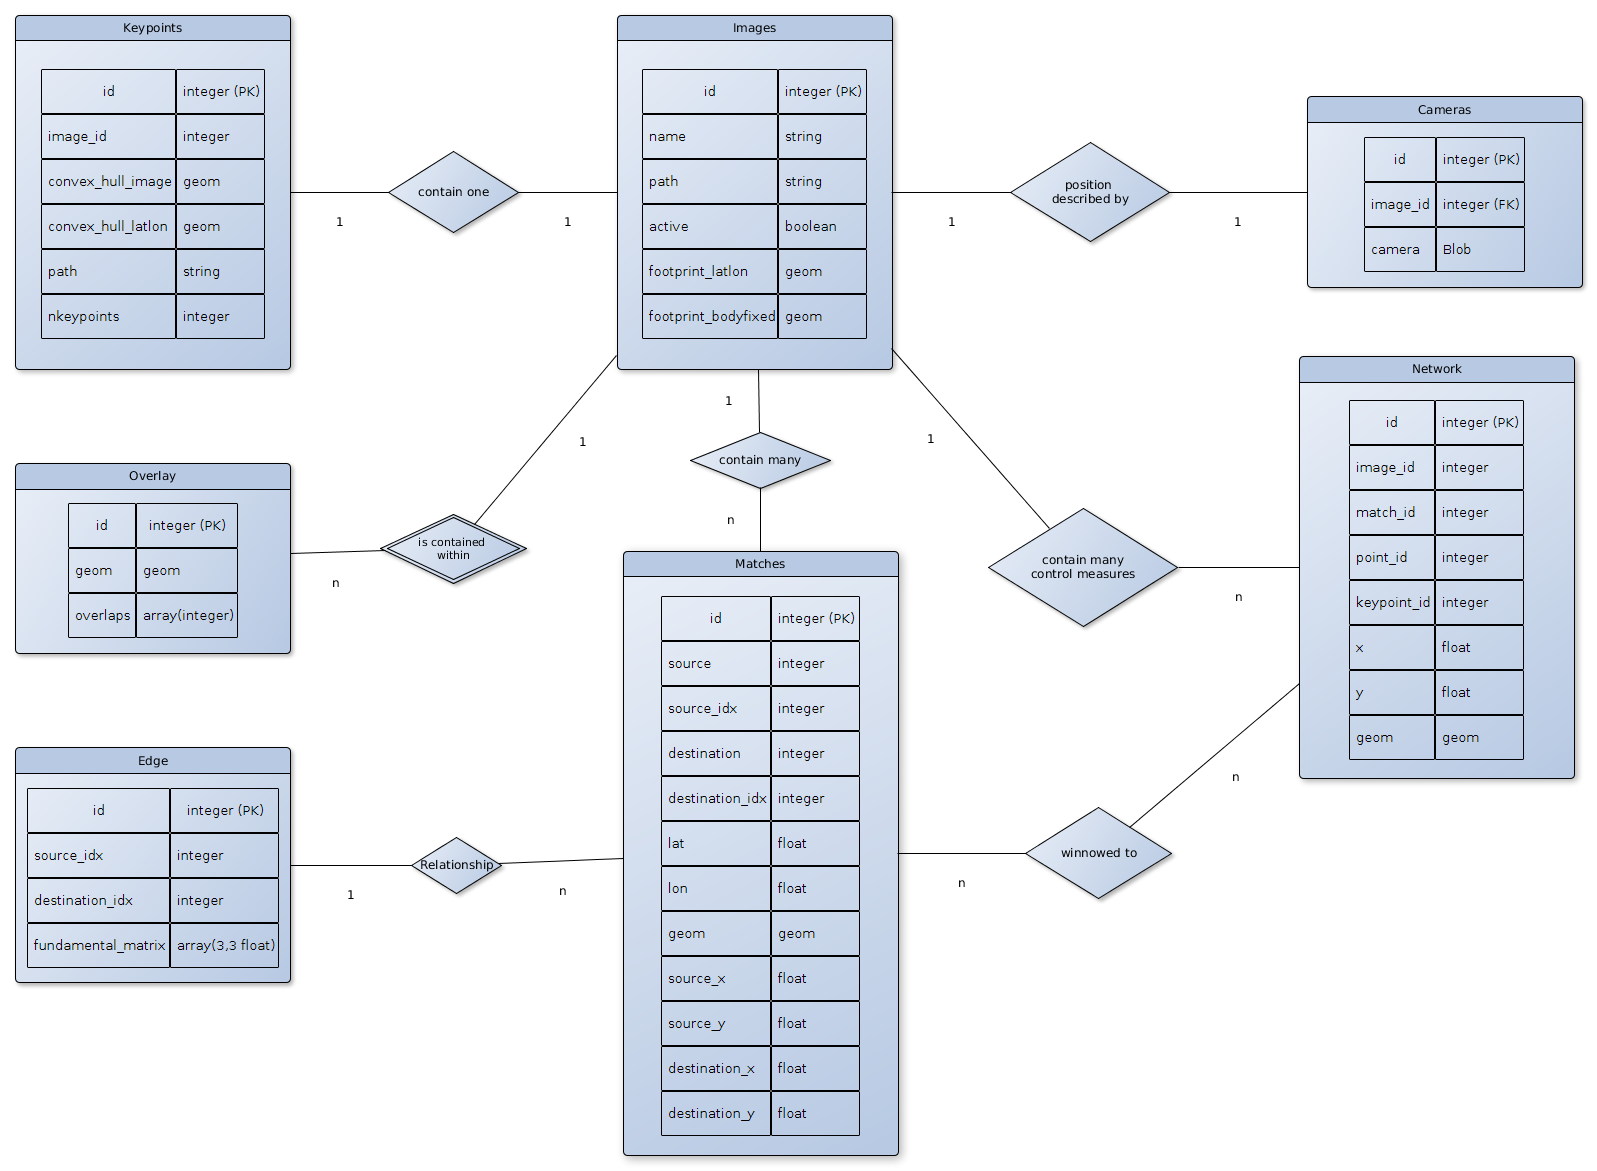 Keypoints
id integer (PK)
image_id integer
convex_hull_image geom
convex_hull_latlon geom
path string
nkeypoints integer
1
contain one
1
Images
id integer (PK)
name string
path string
active boolean
footprint_latlon geom
footprint_bodyfixed geom
1
position
described by
1
Cameras
id integer (PK)
image_id integer (FK)
camera Blob
Overlay
id integer (PK)
geom geom
overlaps array(integer)
n
is contained
within
1
1
contain many
n
1
contain many
control measures
n
Network
id integer (PK)
image_id integer
match_id integer
point_id integer
keypoint_id integer
x float
y float
geom geom
Edge
id integer (PK)
source_idx integer
destination_idx integer
fundamental_matrix array(3,3 float)
1
Relationship
n
Matches
id integer (PK)
source integer
source_idx integer
destination integer
destination_idx integer
lat float
lon float
geom geom
source_x float
source_y float
destination_x float
destination_y float
n
winnowed to
n